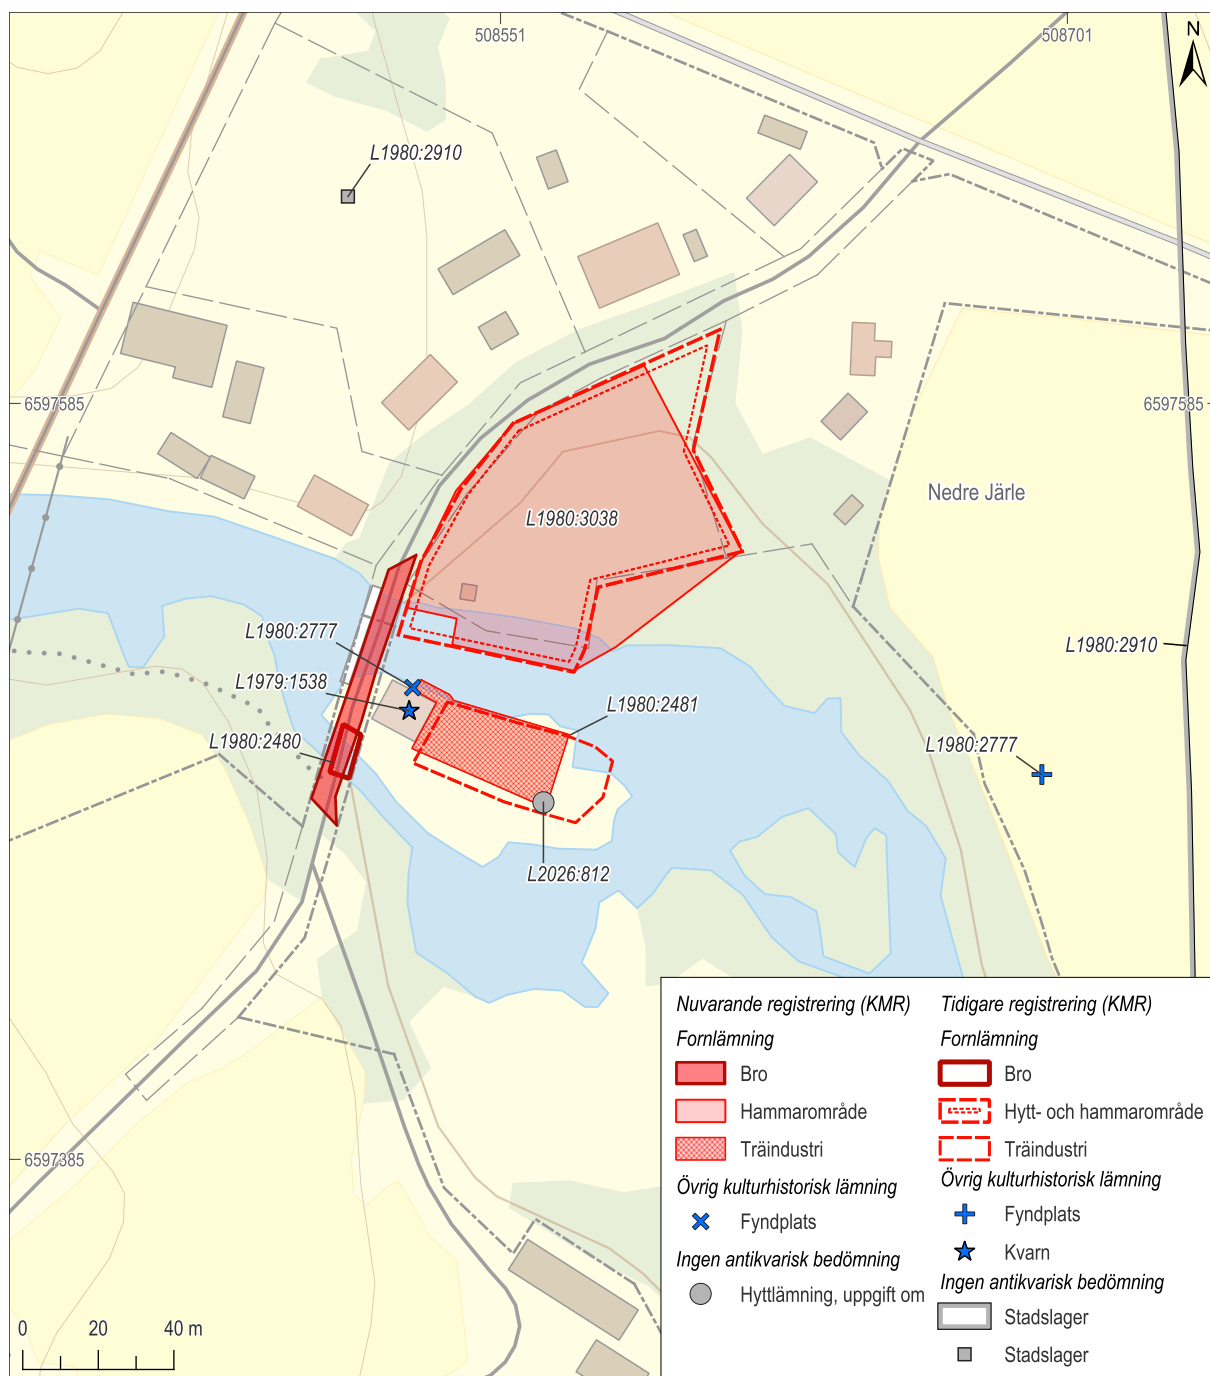 508551
508701
N
L1980:2910
6597585
6597585
Nedre Järle
L1980:3038
L1980:2777
L1980:2910
L1979:1538
L1980:2481
L1980:2480
L1980:2777
L2026:812
6597385
0 20 40 m
Nuvarande registrering (KMR)
Fornlämning
Bro
Hammarområde
Träindustri
Övrig kulturhistorisk lämning
Fyndplats
Ingen antikvarisk bedömning
Hyttlämning, uppgift om
Tidigare registrering (KMR)
Fornlämning
Bro
Hytt- och hammarområde
Träindustri
Övrig kulturhistorisk lämning
Fyndplats
Kvarn
Ingen antikvarisk bedömning
Stadslager
Stadslager